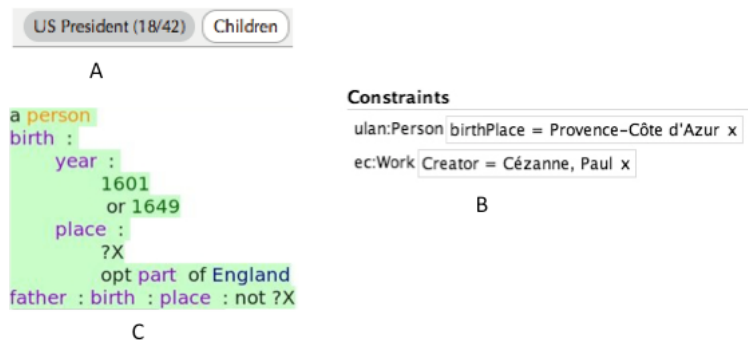 US President (18/42) Children
A
a person
birth :
year :
1601
or 1649
place :
?X
opt part of England
father : birth : place : not ?X
C
Constraints
ulan:Person birthPlace = Provence-Côte d'Azur x
ec:Work Creator = Cézanne, Paul x
B